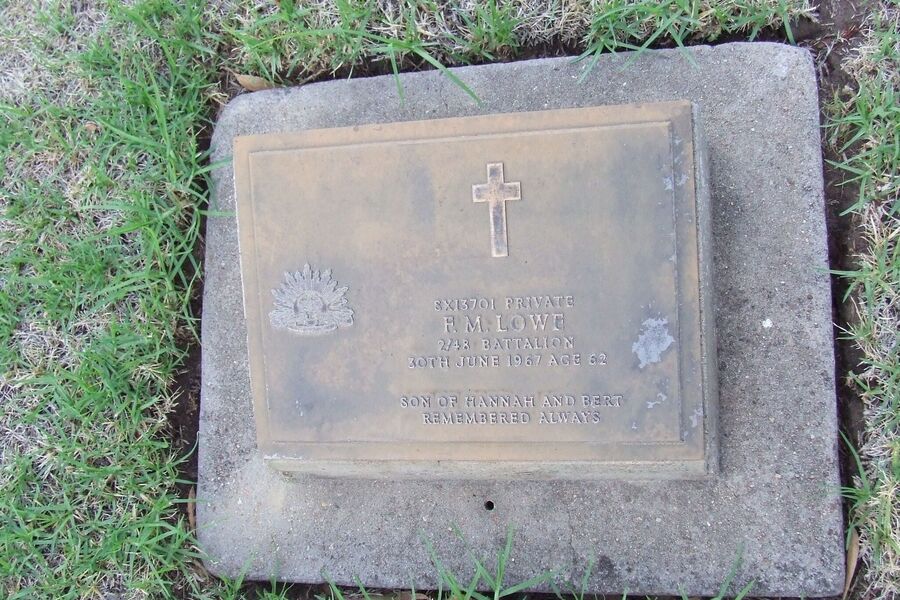 SX13701 PRIVATE
F. M. LOWE
2/48 BATTALION
30TH JUNE 1967 AGE 62
SON OF HANNAH AND BERT
REMEMBERED ALWAYS